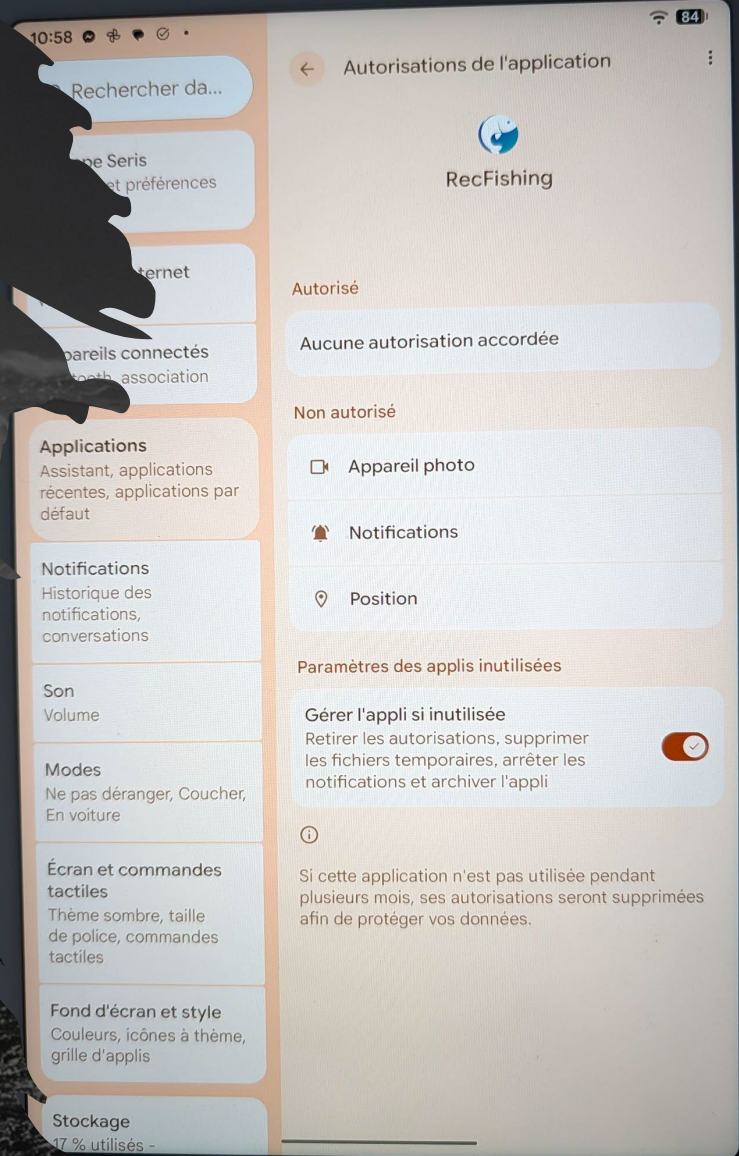 10:58
84
Rechercher da...
Seris
et préférences
connectés
association
Applications
Assistant, applications
récentes, applications par
défaut
Notifications
Historique des
notifications,
conversations
Son
Volume
Modes
Ne pas déranger, Coucher,
En voiture
Écran et commandes
tactiles
Thème sombre, taille
de police, commandes
tactiles
Fond d'écran et style
Couleurs, icônes à thème,
grille d'applis
Stockage
17 % utilisés -
Autorisations de l'application
RecFishing
Autorisé
Aucune autorisation accordée
Non autorisé
Appareil photo
Notifications
Position
Paramètres des applis inutilisées
Gérer l'appli si inutilisée
Retirer les autorisations, supprimer
les fichiers temporaires, arrêter les
notifications et archiver l'appli
Si cette application n'est pas utilisée pendant
plusieurs mois, ses autorisations seront supprimées
afin de protéger vos données.